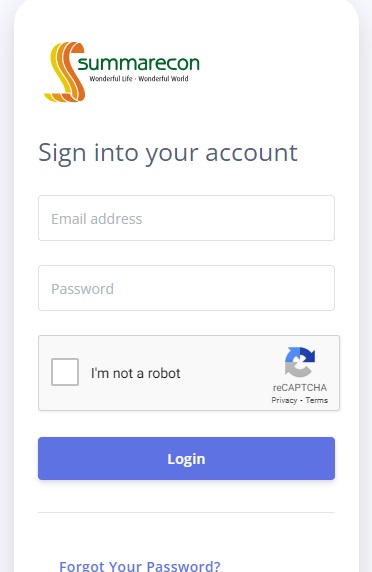 summarecon
Wonderful Life - Wonderful World
Sign into your account
Email address
Password
I'm not a robot
reCAPTCHA
Privacy - Terms
Login
Forgot Your Password?